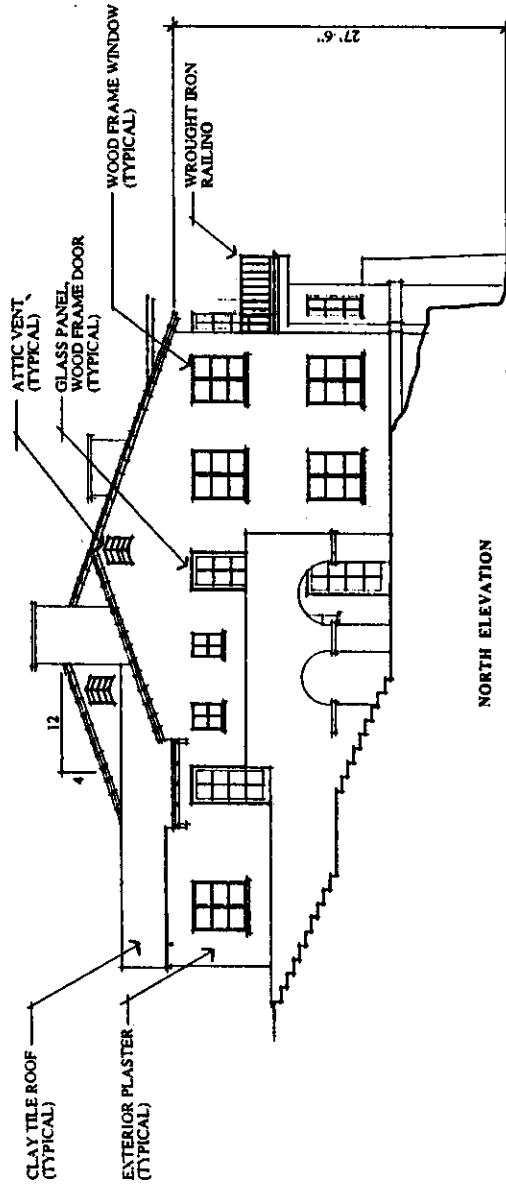 CLAY TILE ROOF
(TYPICAL)
EXTERIOR PLASTER
(TYPICAL)
12
4
ATTIC VENT
(TYPICAL)
GLASS PANEL,
WOOD FRAME DOOR
(TYPICAL)
WOOD FRAME WINDOW
(TYPICAL)
WROUGHT IRON
RAILINO
27'-6"
NORTH ELEVATION